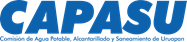 CAPASU
Comisión de Agua Potable, Alcantarillado y Saneamiento de Uruapan